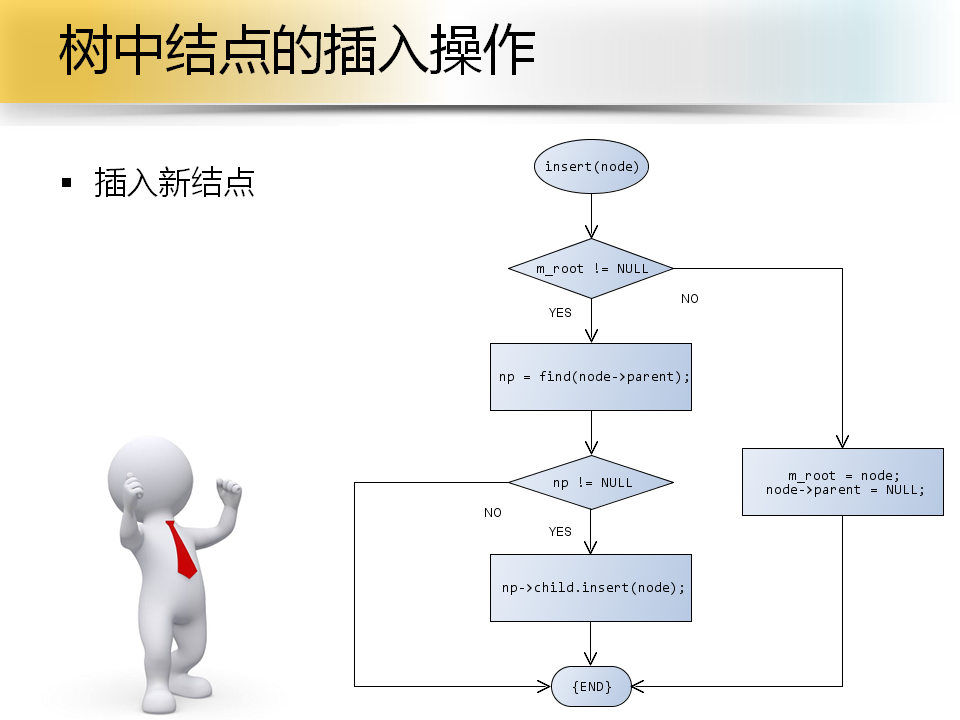 树中结点的插入操作
插入新结点
insert(node)
m_root != NULL
NO
YES
np = find(node->parent);
m_root = node;
node->parent = NULL;
np != NULL
NO
YES
np->child.insert(node);
{END}